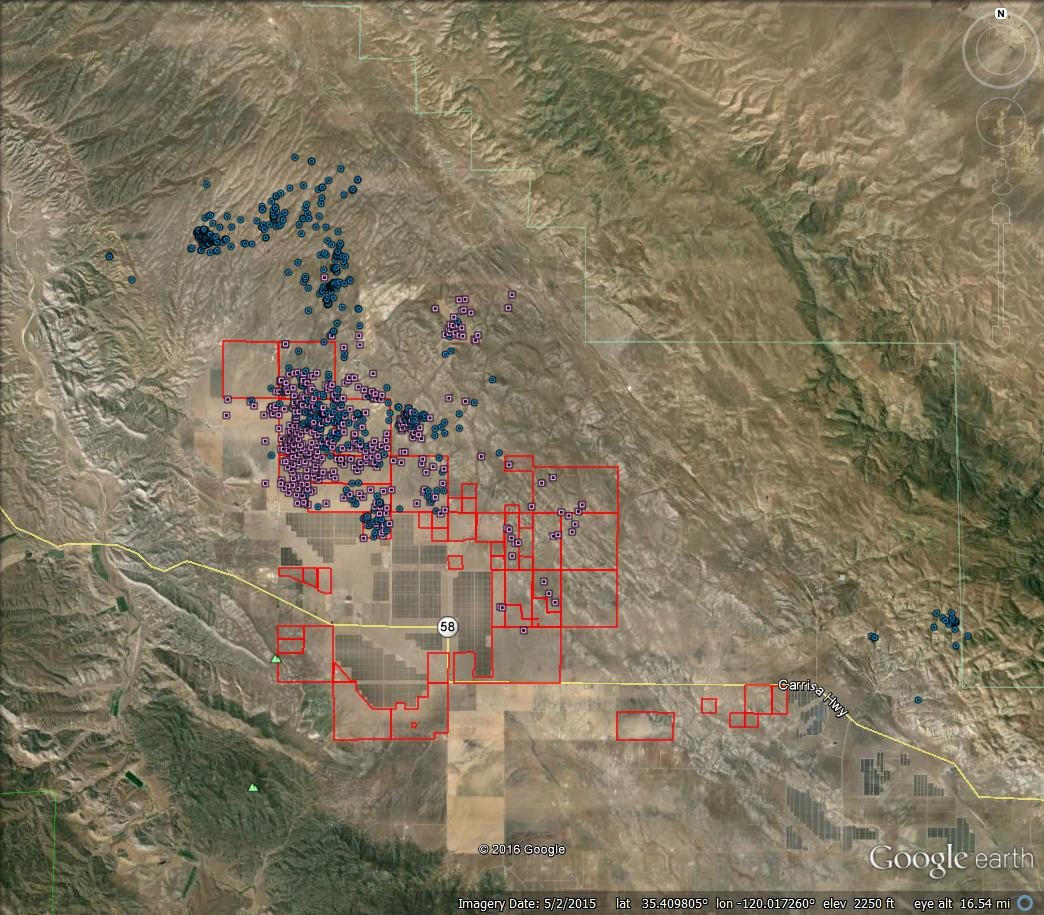 N
58
Carrisa Hwy
© 2016 Google
Google earth
Imagery Date: 5/2/2015 lat 35.409805° lon -120.017260° elev 2250 ft eye alt 16.54 mi